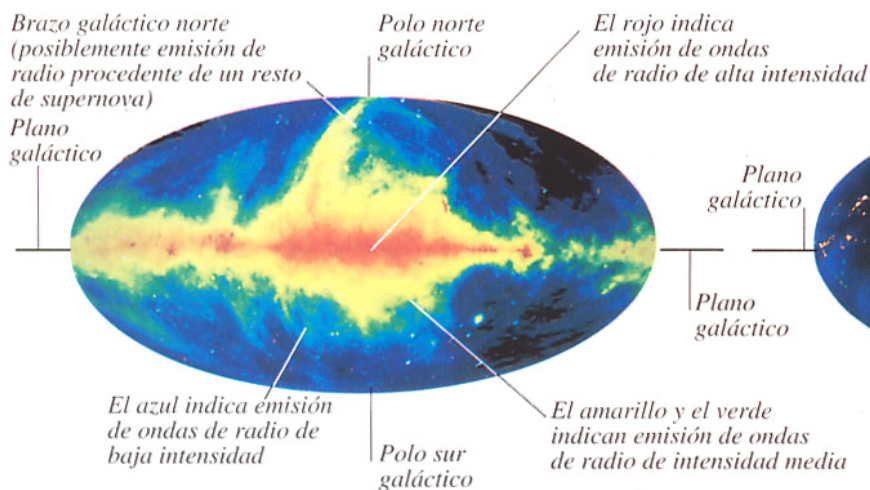 Brazo galáctico norte
(posiblemente emisión de
radio procedente de un resto
de supernova)
Polo norte
galáctico
El rojo indica
emisión de ondas
de radio de alta intensidad
Plano
galáctico
Plano
galáctico
Plano
galáctico
El azul indica emisión
de ondas de radio de
baja intensidad
Polo sur
galáctico
El amarillo y el verde
indican emisión de ondas
de radio de intensidad media